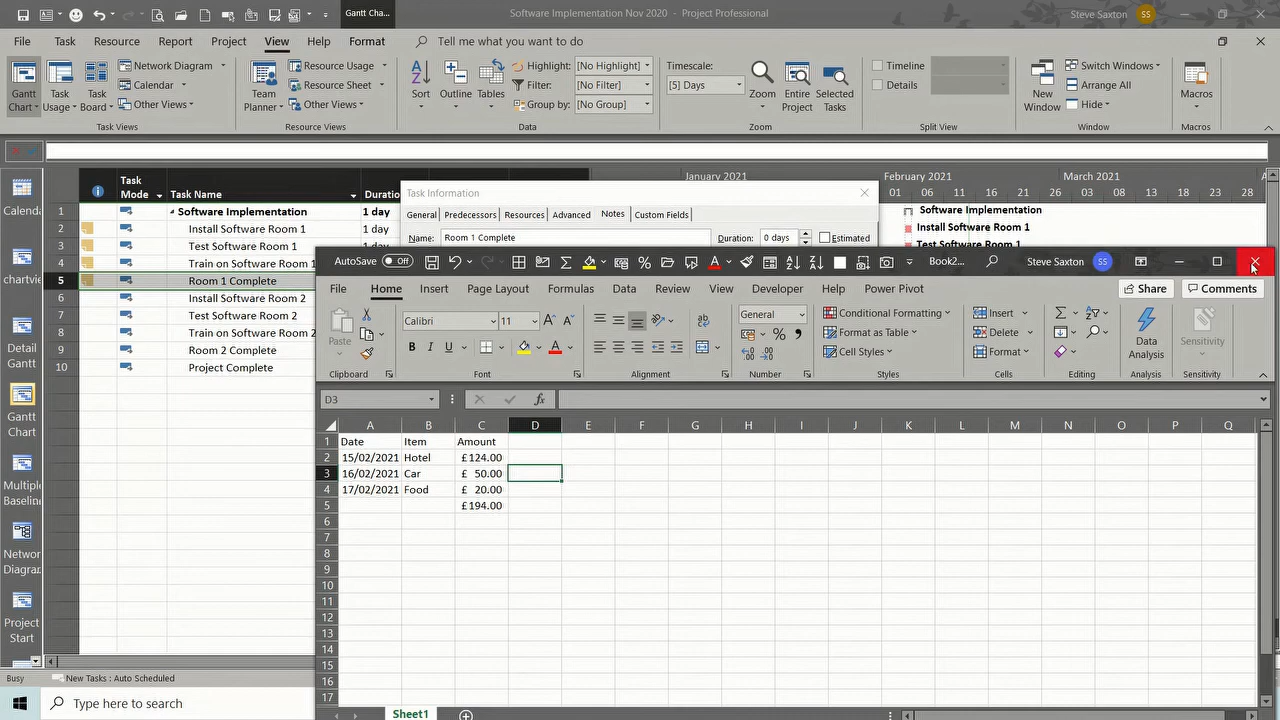 Gantt Cha...
Software Implementation Nov 2020 - Project Professional
Steve Saxton SS
File Task Resource Report Project View Help Format Tell me what you want to do
Gantt Chart
Task Usage
Task Board
Network Diagram
Calendar
Other Views
Task Views
Team Planner
Resource Usage
Resource Sheet
Other Views
Resource Views
Sort
Outline
Tables
Highlight: [No Highlight]
Filter: [No Filter]
Group by: [No Group]
Data
Timescale:
[5] Days
Zoom
Entire Project
Selected Tasks
Zoom
Timeline
Details
Split View
New Window
Switch Windows
Arrange All
Hide
Window
Macros
Macros
Task Mode
Task Name
Duratio
January 2021 February 2021 March 2021
01 06 11 16 21 26 03 08 13 18 23 28
1 Software Implementation 1 day
2 Install Software Room 1 1 day
3 Test Software Room 1 1 day
4 Train on Software Room 1
5 Room 1 Complete
6 Install Software Room 2
7 Test Software Room 2
8 Train on Software Room 2
9 Room 2 Complete
10 Project Complete
Software Implementation
Install Software Room 1
Test Software Room 1
Calenda
chartvie
Detail Gantt
Gantt Chart
Multiple Baselin
Network Diagra
Project Start
Task Information
General Predecessors Resources Advanced Notes Custom Fields
Name: Room 1 Complete Duration: 0 days Estimated
AutoSave Off
Book2...
Steve Saxton SS
File Home Insert Page Layout Formulas Data Review View Developer Help Power Pivot Share Comments
Paste
Clipboard
Calibri 11
B I U
Font
Alignment
General
Number
Conditional Formatting
Format as Table
Cell Styles
Styles
Insert
Delete
Format
Cells
Editing
Data Analysis
Analysis
Sensitivity
Sensitivity
D3 fx
A B C D E F G H I J K L M N O P Q
1 Date Item Amount
2 15/02/2021 Hotel £124.00
3 16/02/2021 Car £ 50.00
4 17/02/2021 Food £ 20.00
5 £194.00
6
7
8
9
10
11
12
13
14
15
16
17
Sheet1
Busy New Tasks : Auto Scheduled
Type here to search